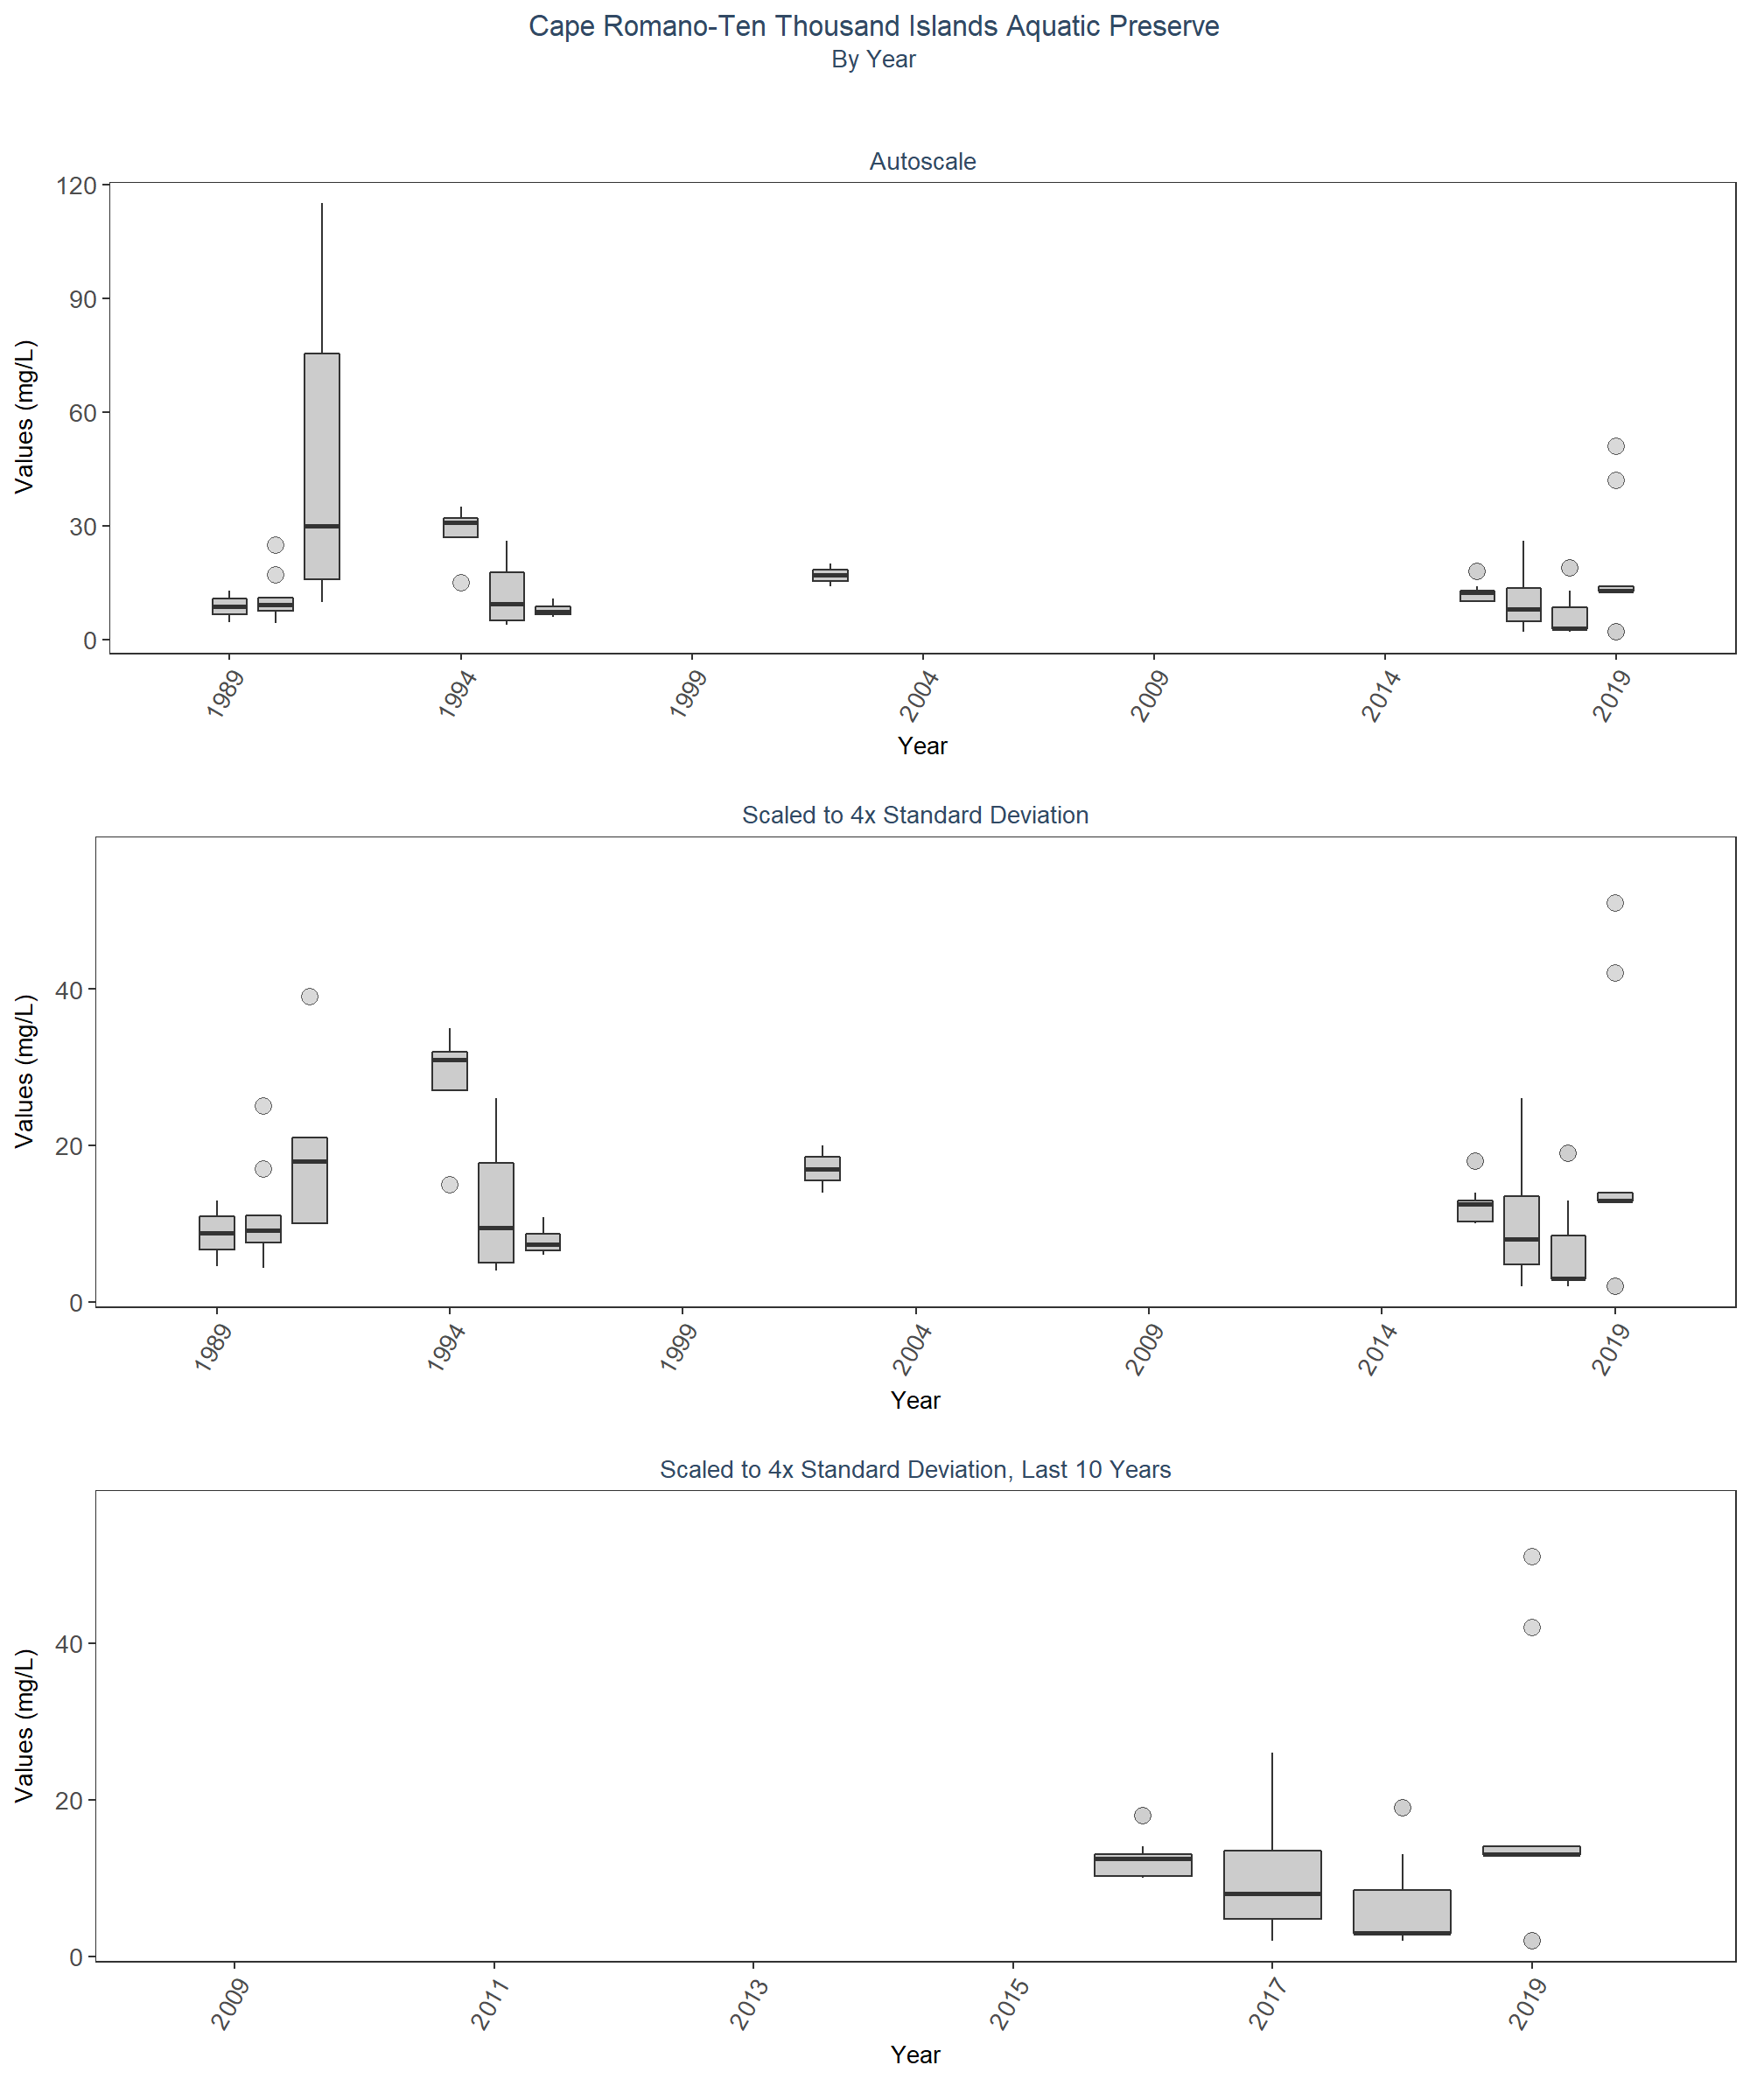 Cape Romano-Ten Thousand Islands Aquatic Preserve
By Year
Autoscale
Values (mg/L)
120
90
60
30
0
1989
1994
1999
2004
2009
2014
2019
Year
Scaled to 4x Standard Deviation
Values (mg/L)
40
20
0
1989
1994
1999
2004
2009
2014
2019
Year
Scaled to 4x Standard Deviation, Last 10 Years
Values (mg/L)
40
20
0
2009
2011
2013
2015
2017
2019
Year